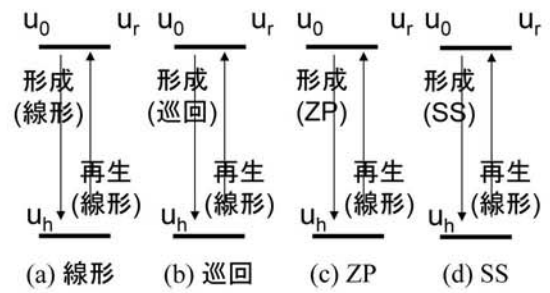 u0 ur u0 ur u0 ur u0 ur
形成 形成 形成 形成
(線形) (巡回) (ZP) (SS)
再生 再生 再生 再生
uh (線形) uh (線形) uh (線形) uh (線形)
(a) 線形 (b) 巡回 (c) ZP (d) SS